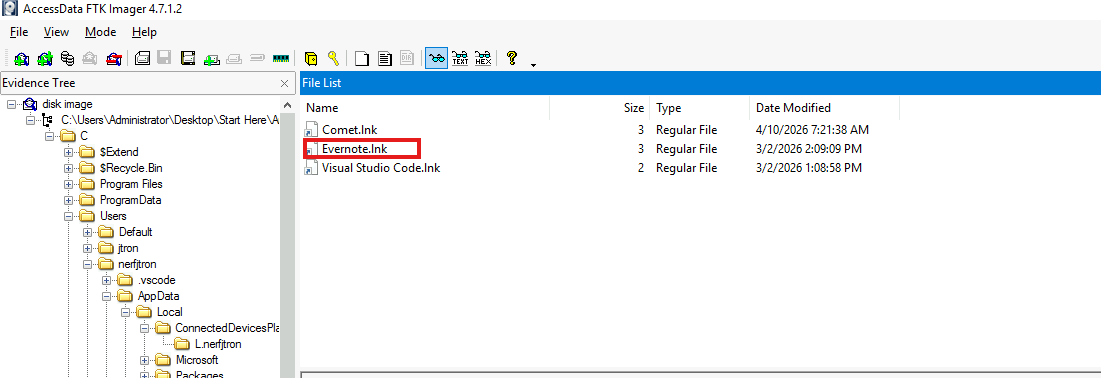 AccessData FTK Imager 4.7.1.2
File View Mode Help
TEXT HEX ?
Evidence Tree ×
File List
disk image
C:\Users\Administrator\Desktop\Start Here\A
C
$Extend
$Recycle.Bin
Program Files
ProgramData
Users
Default
jtron
nerfjtron
.vscode
AppData
Local
ConnectedDevicesPla
L.nerfjtron
Microsoft
Packages
Name Size Type Date Modified
Comet.lnk 3 Regular File 4/10/2026 7:21:38 AM
Evernote.lnk 3 Regular File 3/2/2026 2:09:09 PM
Visual Studio Code.lnk 2 Regular File 3/2/2026 1:08:58 PM